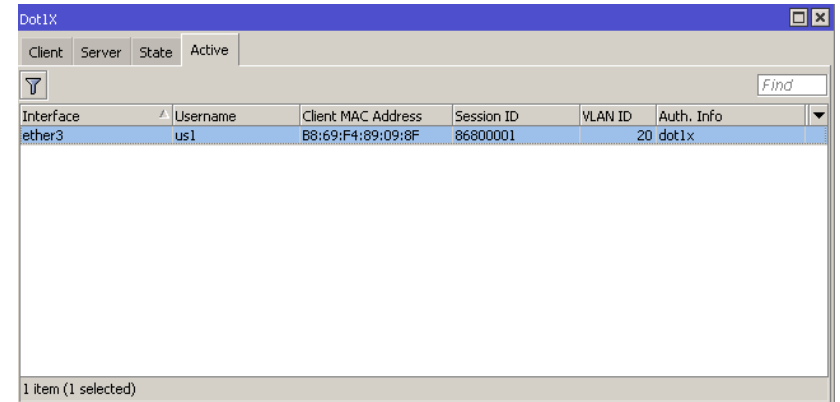 Dot1X
Client Server State Active
Find
Interface Username Client MAC Address Session ID VLAN ID Auth. Info
ether3 us1 B8:69:F4:89:09:8F 86800001 20 dot1x
1 item (1 selected)